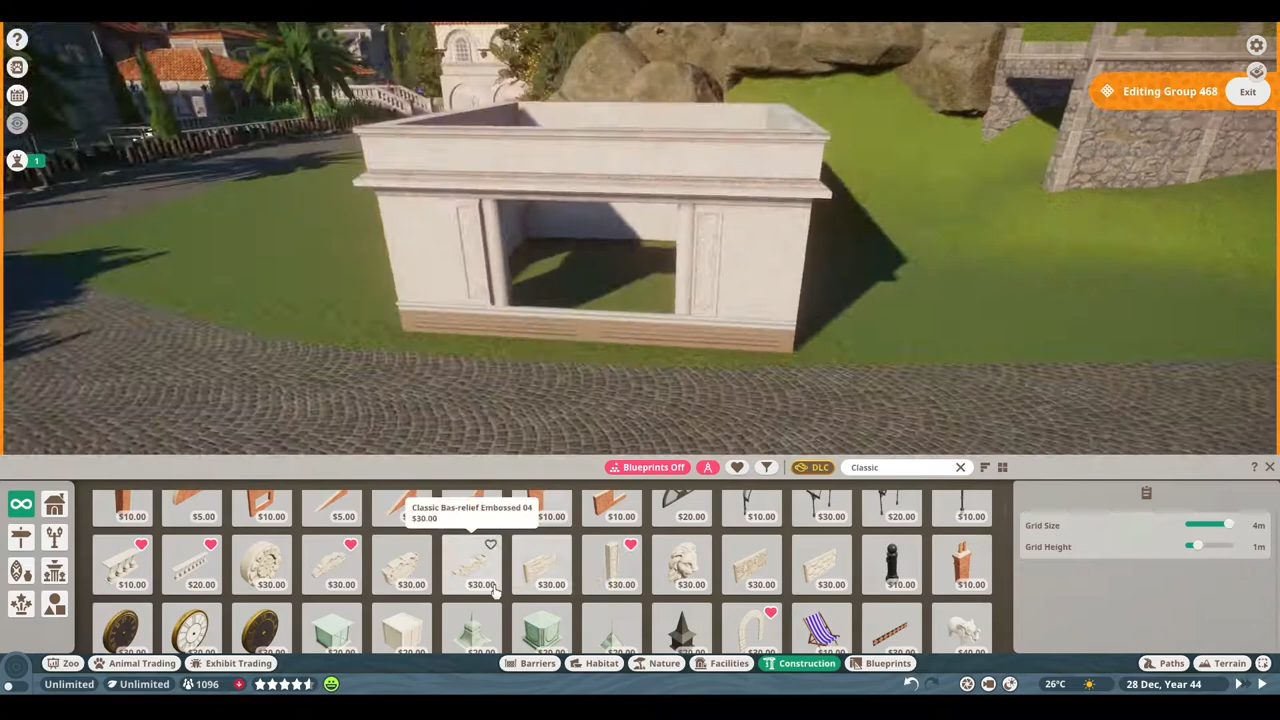 ?
Editing Group 468
Exit
1
Blueprints Off
DLC
Classic
?
Classic Bas-relief Embossed 04
$30.00
$10.00
$5.00
$10.00
$5.00
$10.00
$10.00
$20.00
$10.00
$30.00
$20.00
$10.00
$10.00
$20.00
$30.00
$30.00
$30.00
$30.00
$30.00
$30.00
$30.00
$30.00
$30.00
$10.00
$10.00
Grid Size
4m
Grid Height
1m
Zoo
Animal Trading
Exhibit Trading
Barriers
Habitat
Nature
Facilities
Construction
Blueprints
Paths
Terrain
Unlimited
Unlimited
1096
26°C
28 Dec, Year 44